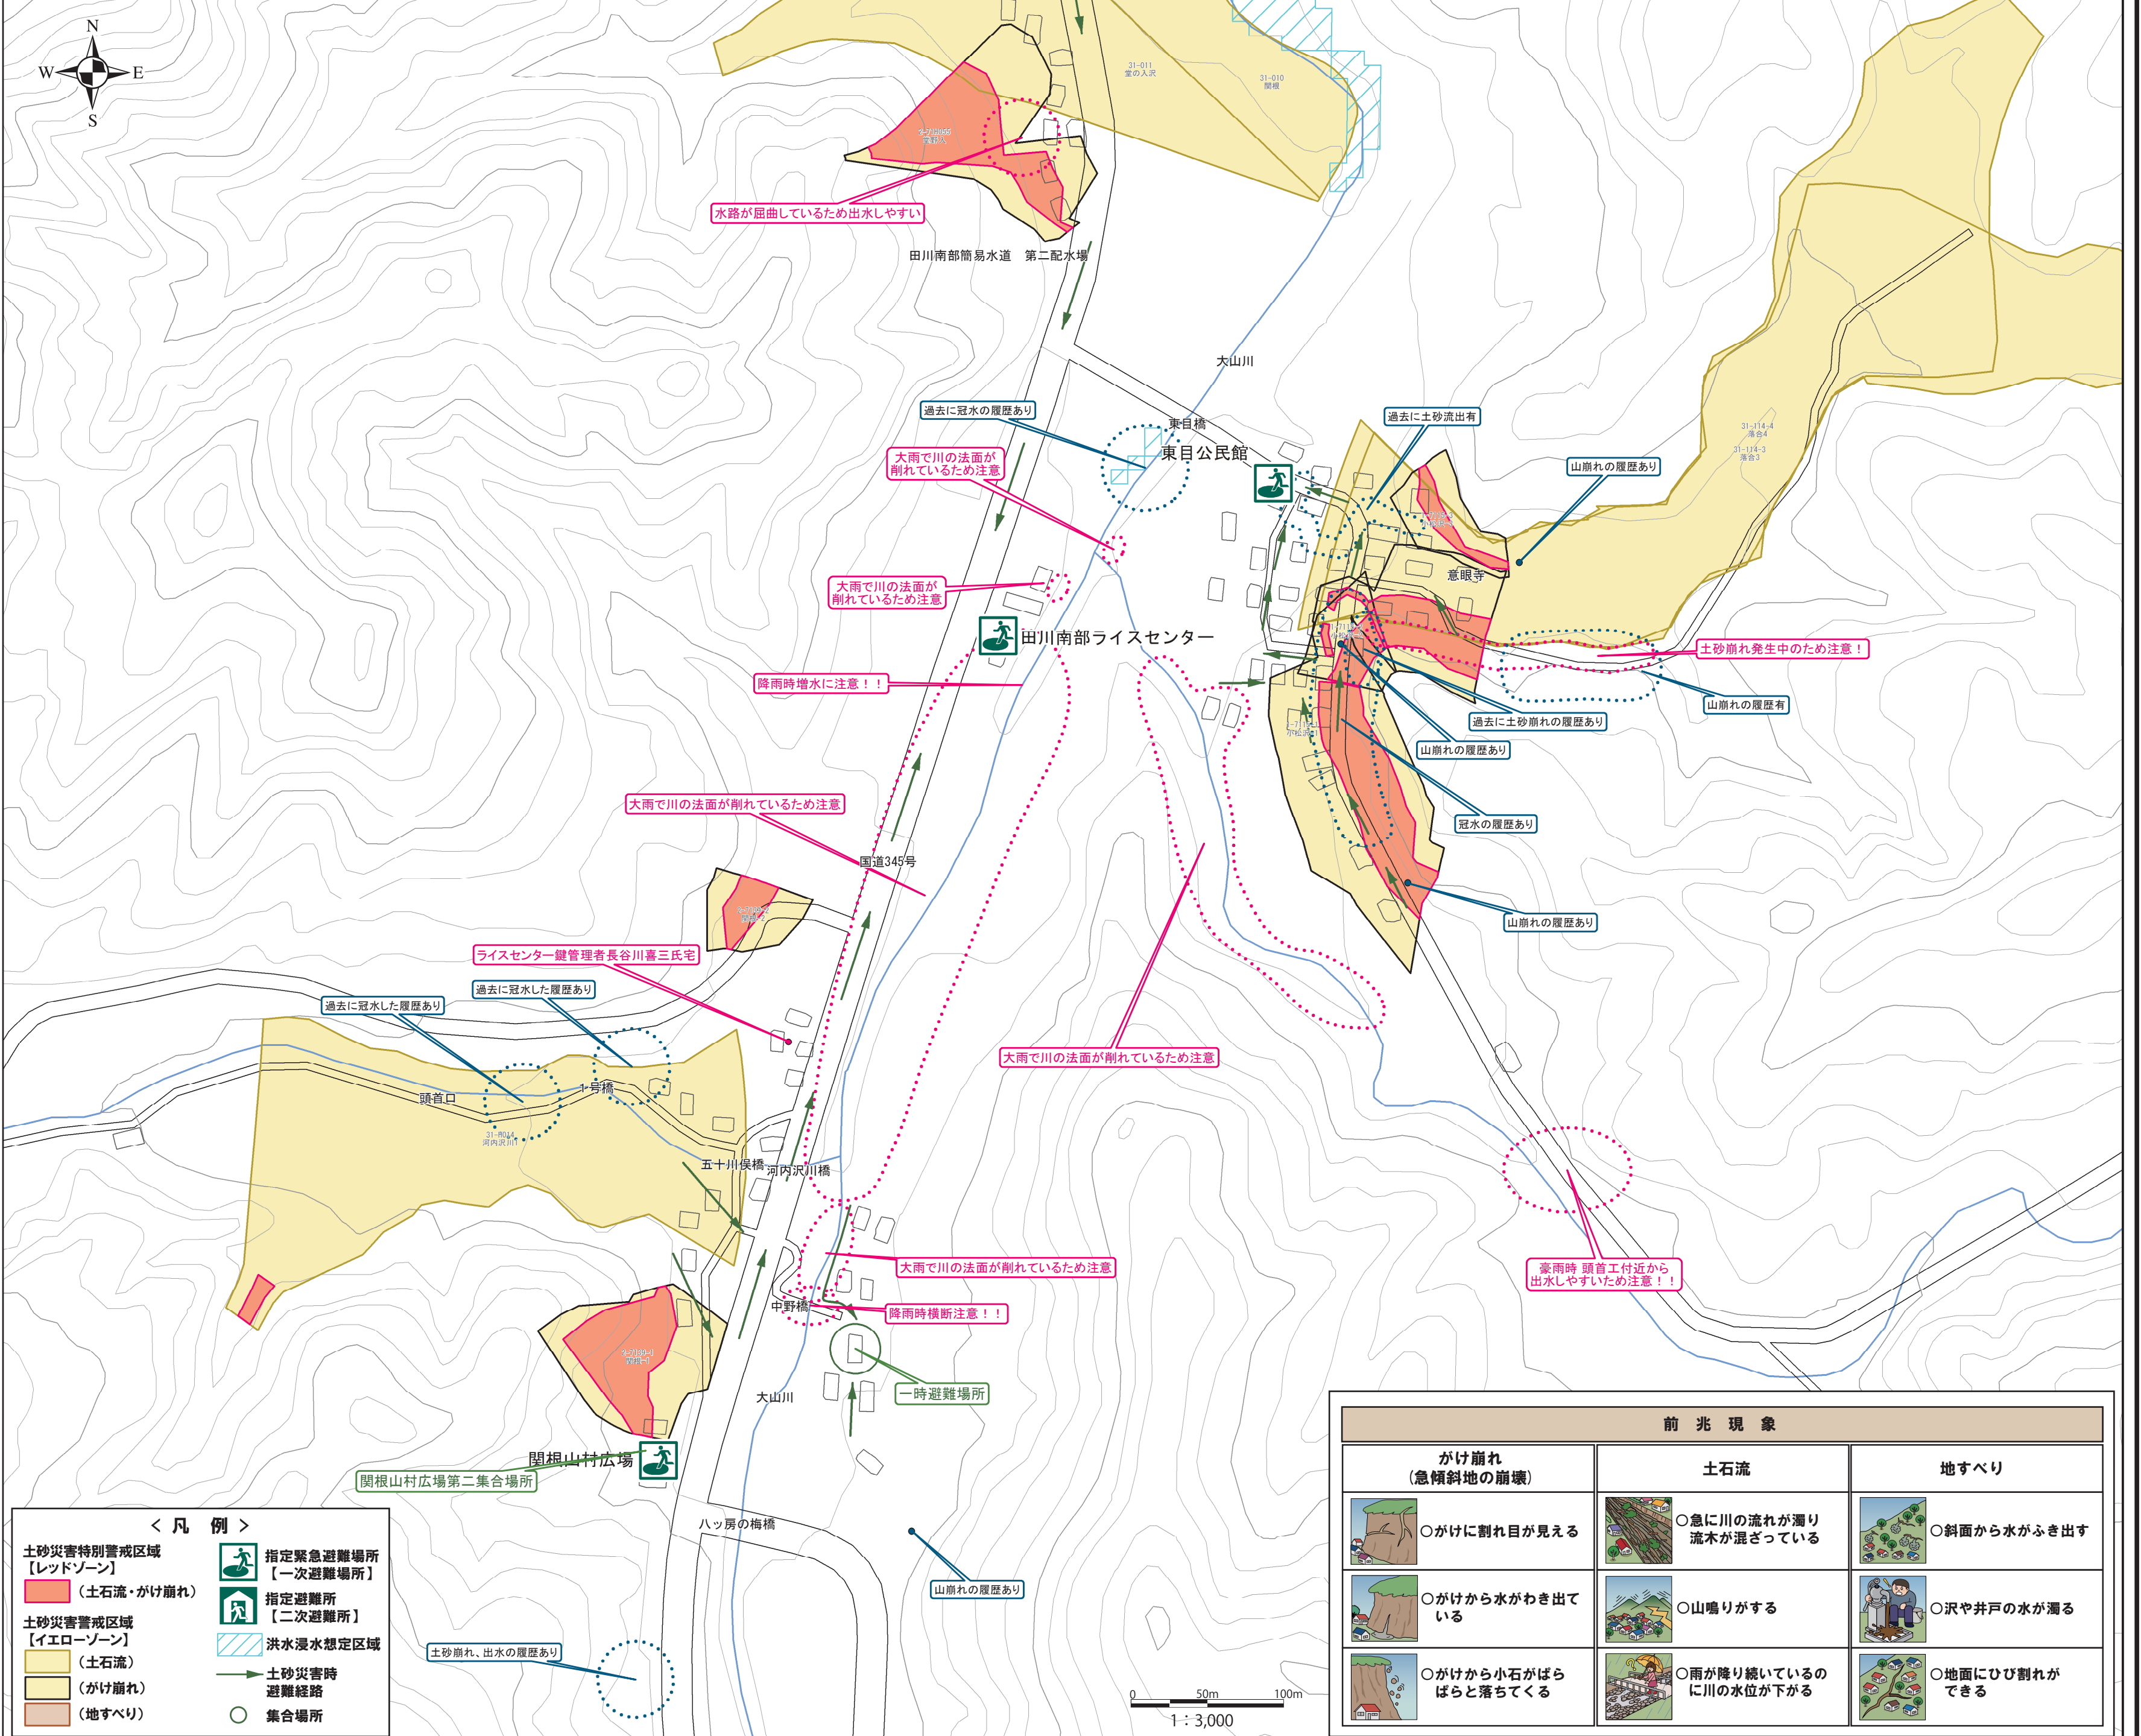 N
W
E
S
31-011
堂の入沢
31-010
関根
水路が屈曲しているため出水しやすい
田川南部簡易水道　第二配水場
大山川
過去に冠水の履歴あり
東目橋
東目公民館
過去に土砂流出有
31-114-4
落合4
31-114-3
落合3
大雨で川の法面が
削れているため注意
山崩れの履歴あり
大雨で川の法面が
削れているため注意
意眼寺
田川南部ライスセンター
土砂崩れ発生中のため注意！
降雨時増水に注意！！
山崩れの履歴有
過去に土砂崩れの履歴あり
山崩れの履歴あり
大雨で川の法面が削れているため注意
冠水の履歴あり
国道345号
山崩れの履歴あり
ライスセンター鍵管理者長谷川喜三氏宅
過去に冠水した履歴あり
過去に冠水した履歴あり
大雨で川の法面が削れているため注意
1号橋
頭首口
河内沢川1
五十川俣橋
河内沢川橋
大雨で川の法面が削れているため注意
豪雨時 頭首工付近から
出水しやすいため注意！！
中野橋
降雨時横断注意！！
一時避難場所
大山川
関根山村広場
関根山村広場第二集合場所
八ッ房の梅橋
山崩れの履歴あり
土砂崩れ、出水の履歴あり
＜凡　例＞
土砂災害特別警戒区域
【レッドゾーン】
（土石流・がけ崩れ）
土砂災害警戒区域
【イエローゾーン】
（土石流）
（がけ崩れ）
（地すべり）
指定緊急避難場所
【一次避難場所】
指定避難所
【二次避難所】
洪水浸水想定区域
土砂災害時
避難経路
集合場所
0 50m 100m
1：3,000
前 兆 現 象
がけ崩れ
（急傾斜地の崩壊）
土石流
地すべり
○がけに割れ目が見える
○急に川の流れが濁り
流木が混ざっている
○斜面から水がふき出す
○がけから水がわき出て
いる
○山鳴りがする
○沢や井戸の水が濁る
○がけから小石がばら
ばらと落ちてくる
○雨が降り続いているの
に川の水位が下がる
○地面にひび割れが
できる